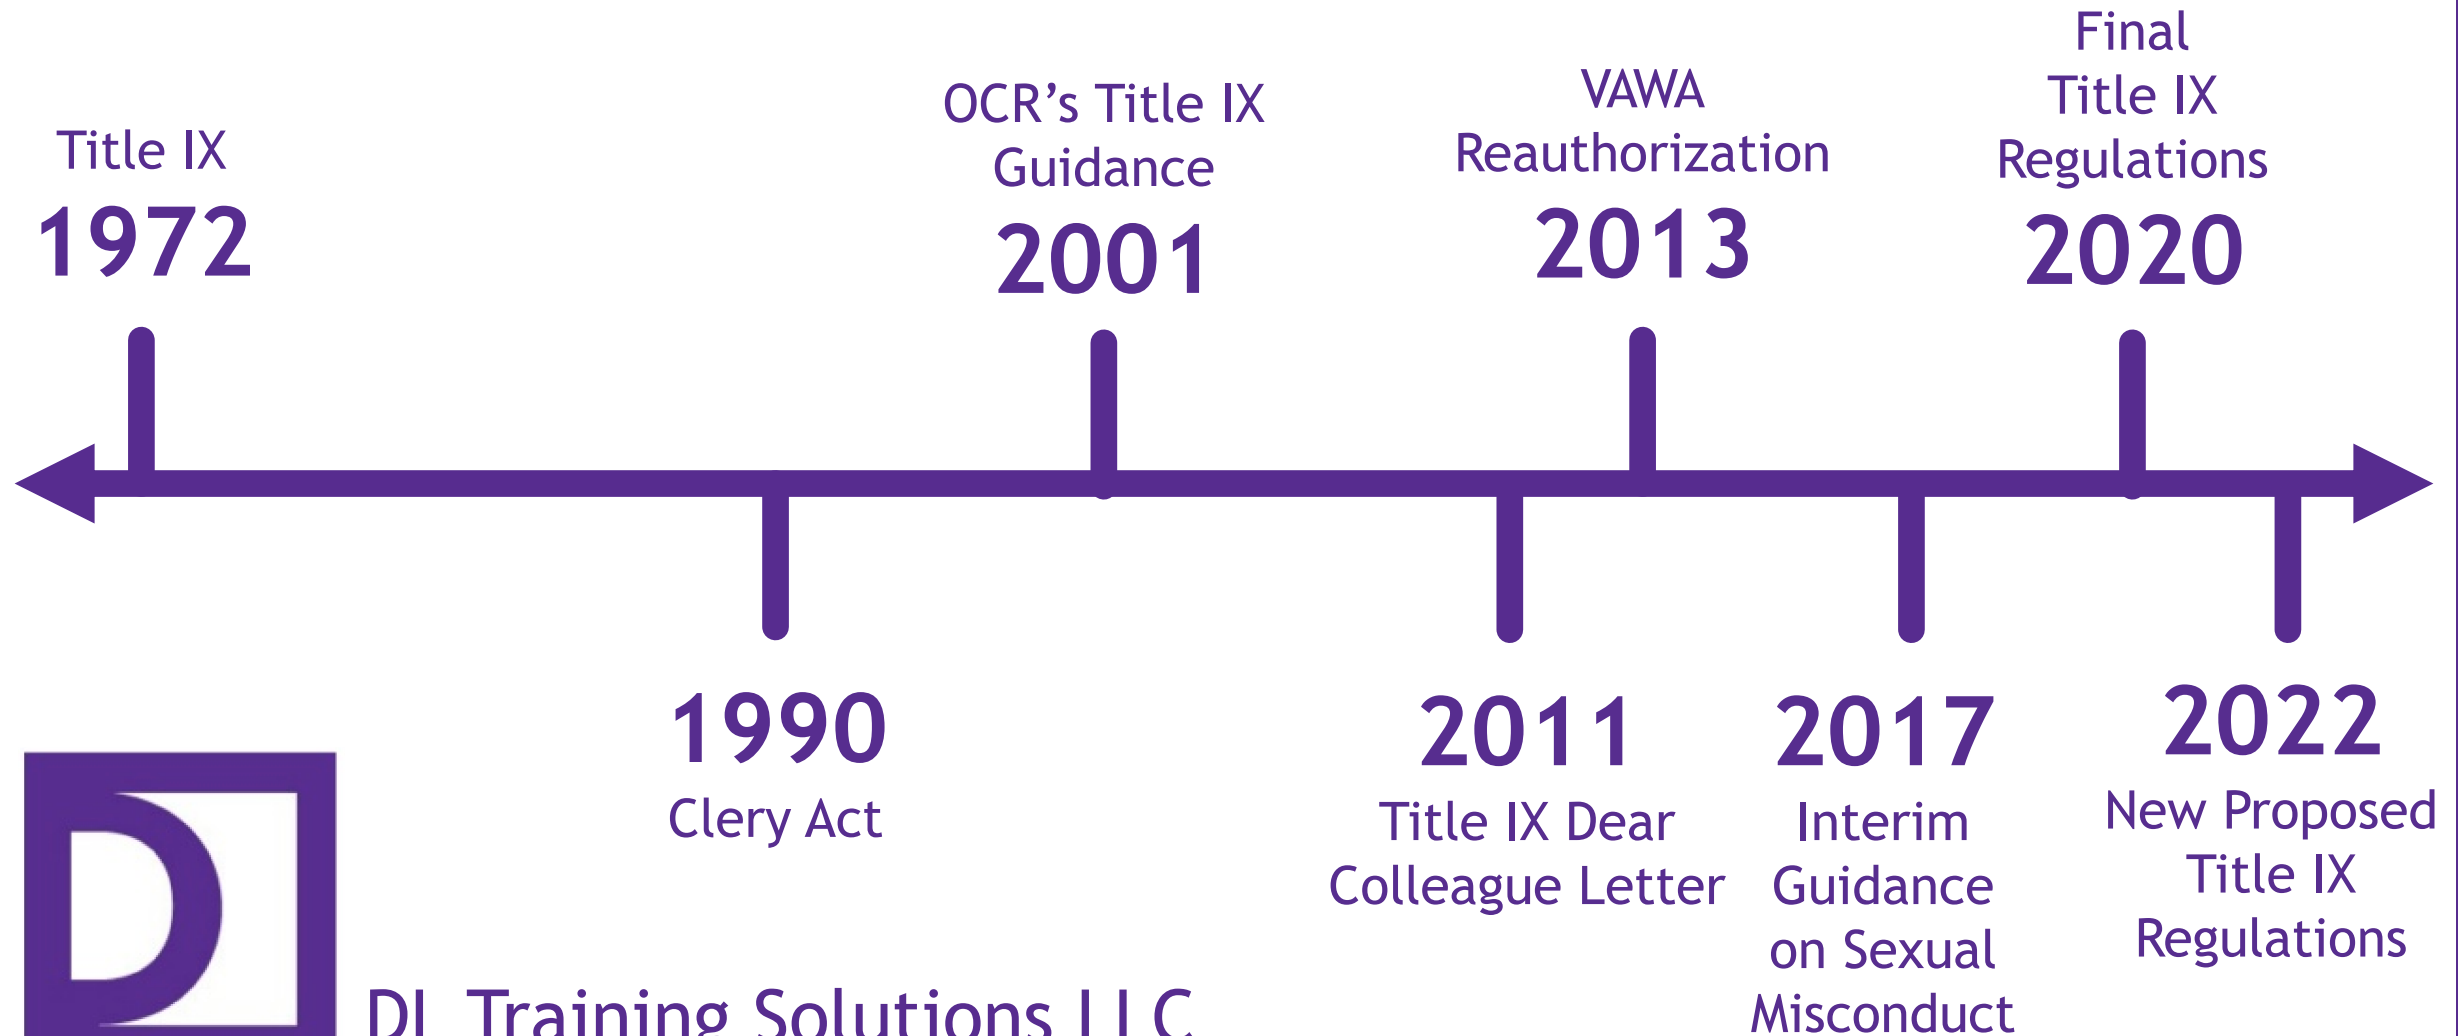 Title IX
1972
OCR's Title IX
Guidance
2001
VAWA
Reauthorization
2013
Final
Title IX
Regulations
2020
1990
Clery Act
2011
Title IX Dear
Colleague Letter
2017
Interim
Guidance
on Sexual
Misconduct
2022
New Proposed
Title IX
Regulations
D
DL Training Solutions LLC